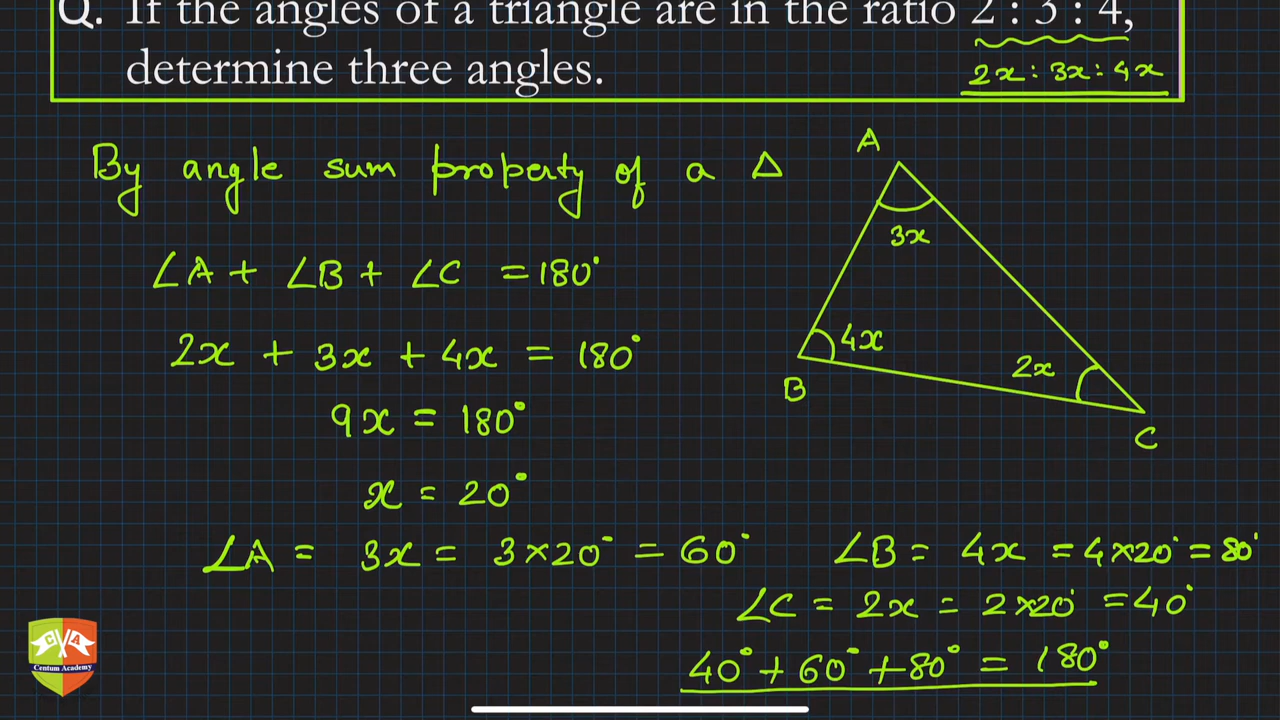 Q. If the angles of a triangle are in the ratio 2 : 3 : 4,
determine three angles.
2x : 3x : 4x
By angle sum property of a Δ
∠A + ∠B + ∠C = 180°
2x + 3x + 4x = 180°
9x = 180°
x = 20°
A
3x
4x
2x
B
C
∠A = 3x = 3×20° = 60°
∠B = 4x = 4×20° = 80°
∠C = 2x = 2×20° = 40°
40° + 60° + 80° = 180°
C A
Centum Academy